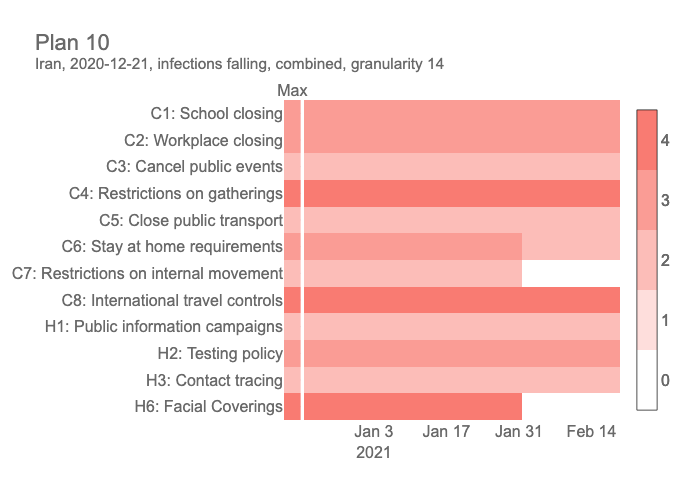 Plan 10
Iran, 2020-12-21, infections falling, combined, granularity 14
Max
C1: School closing
C2: Workplace closing
C3: Cancel public events
C4: Restrictions on gatherings
C5: Close public transport
C6: Stay at home requirements
C7: Restrictions on internal movement
C8: International travel controls
H1: Public information campaigns
H2: Testing policy
H3: Contact tracing
H6: Facial Coverings
Jan 3 Jan 17 Jan 31 Feb 14
2021
4
3
2
1
0